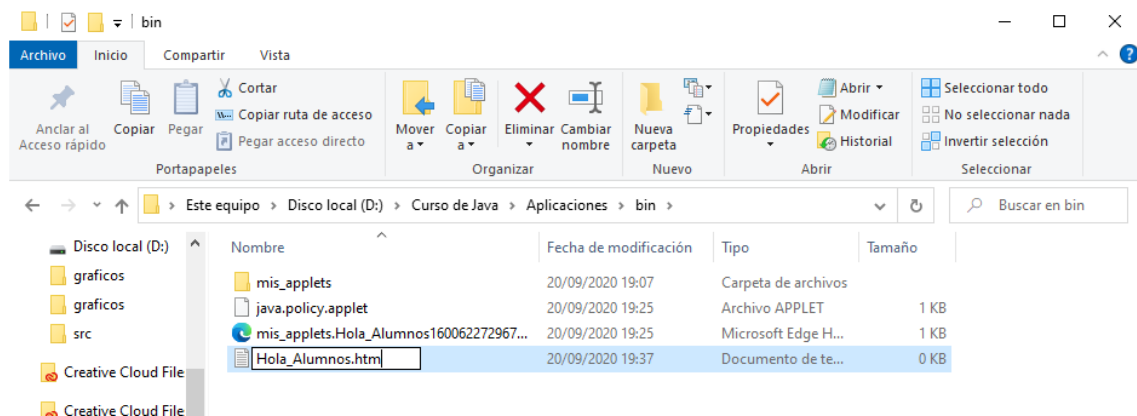 bin
Archivo Inicio Compartir Vista
Anclar al Acceso rápido
Copiar
Pegar
Cortar
Copiar ruta de acceso
Pegar acceso directo
Mover a
Copiar a
Eliminar
Cambiar nombre
Nueva carpeta
Propiedades
Abrir
Modificar
Historial
Seleccionar todo
No seleccionar nada
Invertir selección
Portapapeles Organizar Nuevo Abrir Seleccionar
Este equipo > Disco local (D:) > Curso de Java > Aplicaciones > bin > Buscar en bin
Disco local (D:)
graficos
graficos
src
Creative Cloud File
Creative Cloud File
Nombre Fecha de modificación Tipo Tamaño
mis_applets 20/09/2020 19:07 Carpeta de archivos
java.policy.applet 20/09/2020 19:25 Archivo APPLET 1 KB
mis_applets.Hola_Alumnos160062272967... 20/09/2020 19:25 Microsoft Edge H... 1 KB
Hola_Alumnos.htm 20/09/2020 19:37 Documento de te... 0 KB